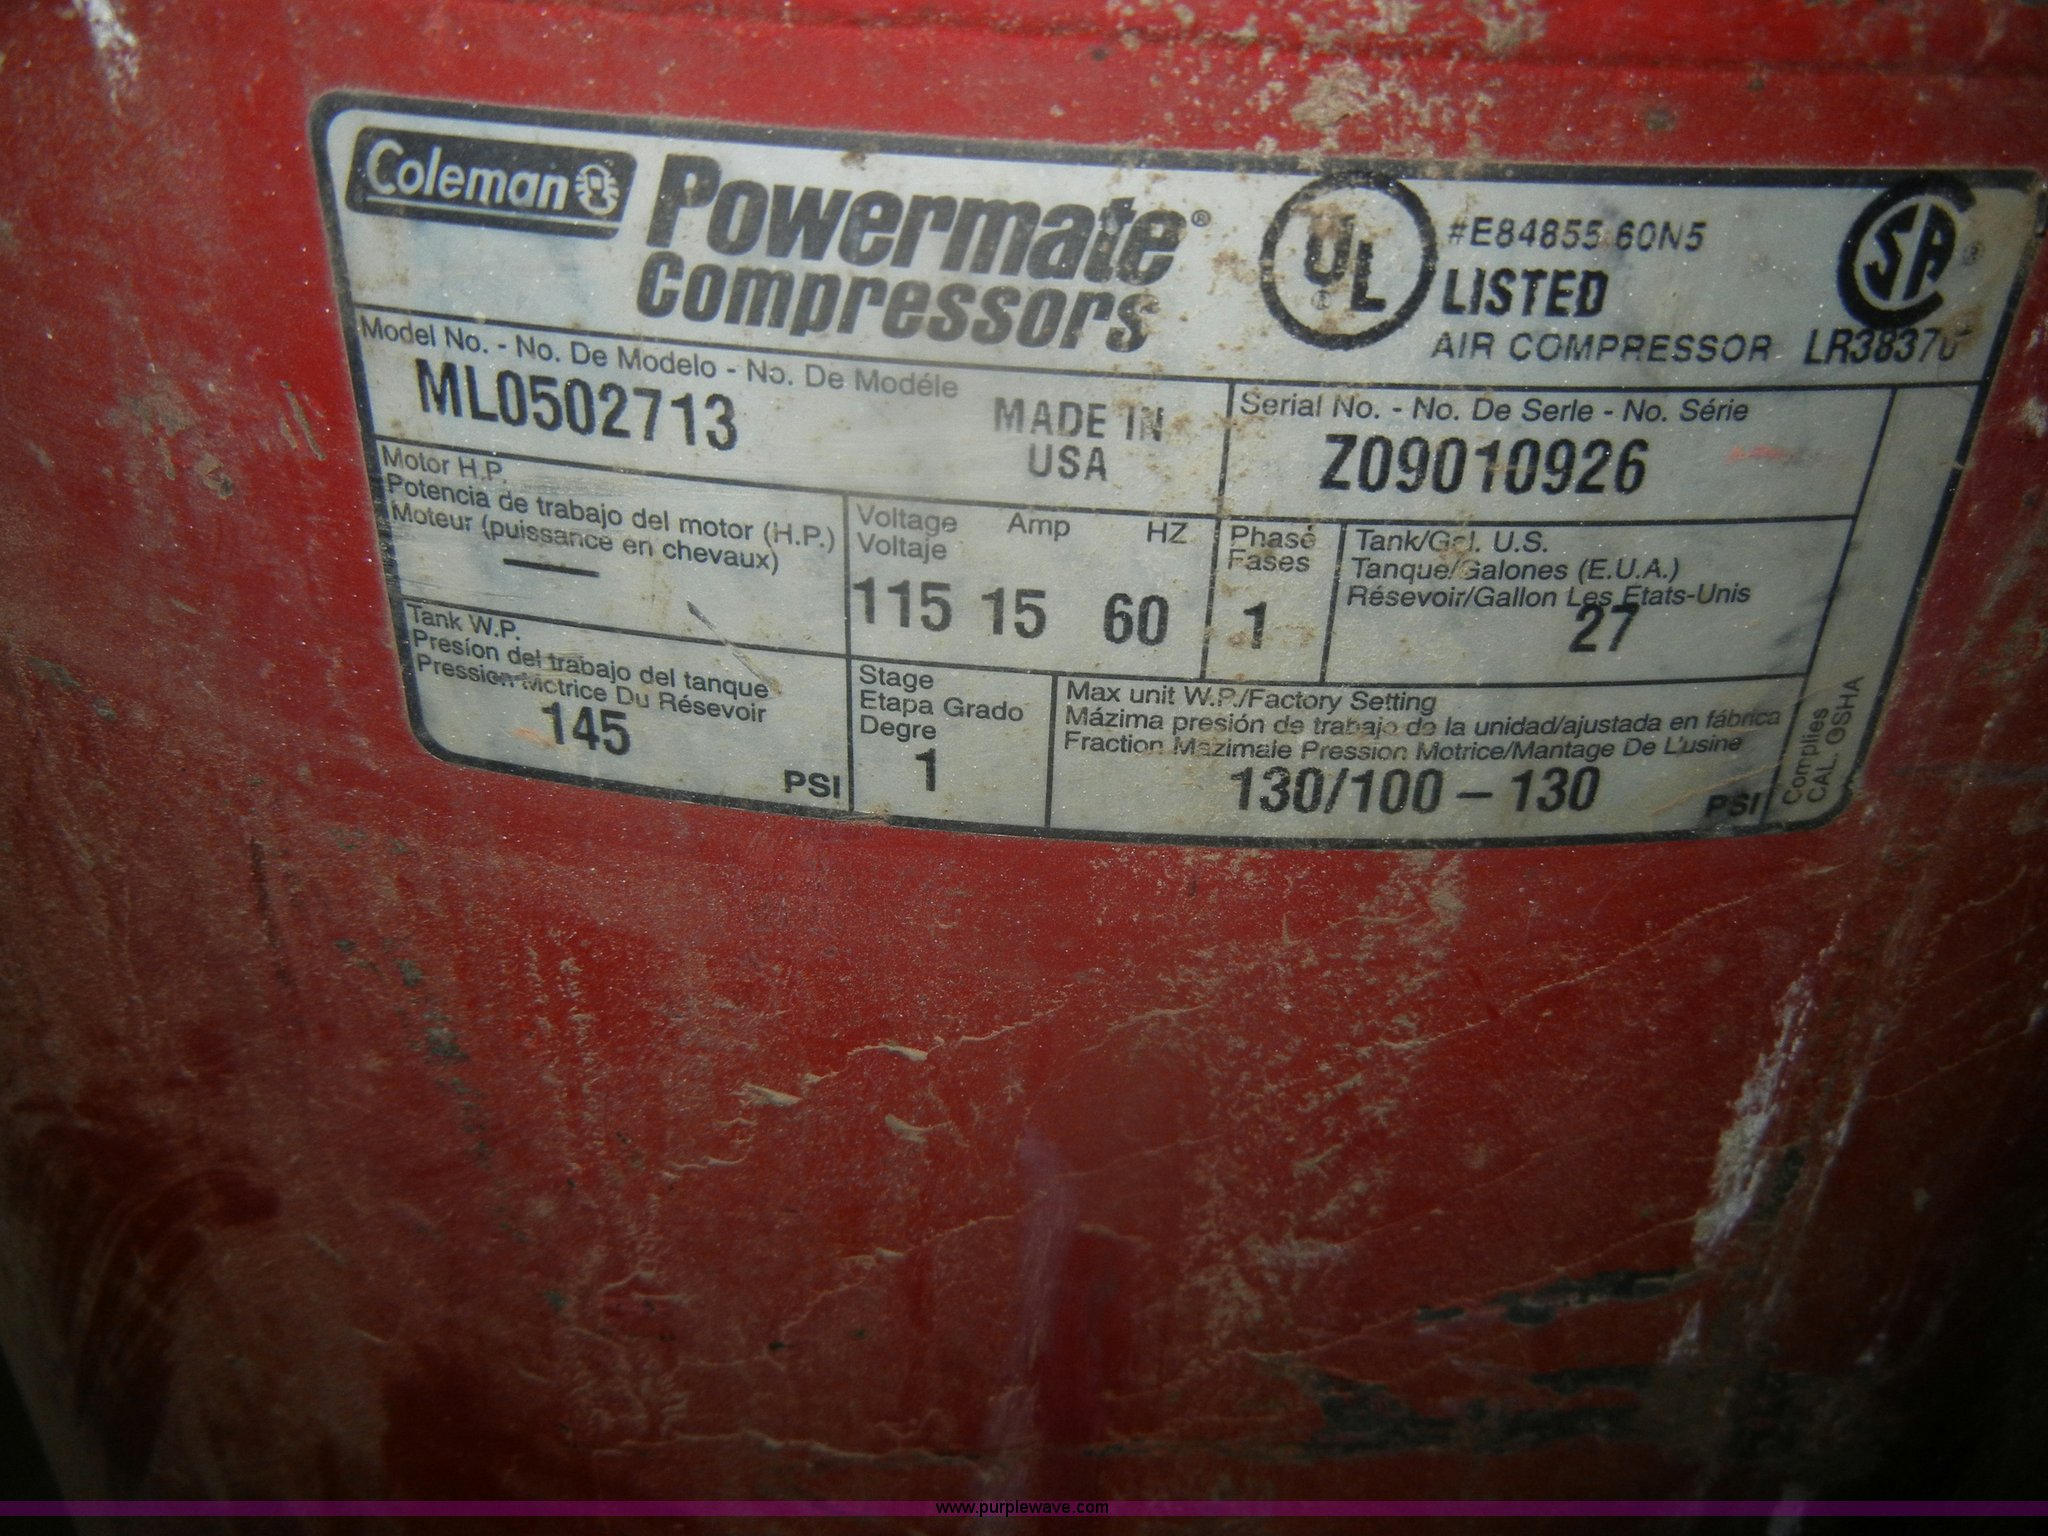 Coleman
Powermate®
Compressors
UL
®
#E84855 60N5
LISTED
AIR COMPRESSOR
SA
®
Model No. - No. De Modelo - No. De Modéle
ML0502713
MADE IN
USA
Serial No. - No. De Serle - No. Série
Z09010926
Motor H.P.
Potencia de trabajo del motor (H.P.)
Moteur (puissance en chevaux)
—
Voltage Amp HZ
Voltaje
115 15 60
Phase
Fases
1
Tank/Gal. U.S.
Tanque/Galones (E.U.A.)
Résevoir/Gallon Les Etats-Unis
27
Tank W.P.
Presíon del trabajo del tanque
Pression Motrice Du Résevoir
145
PSI
Stage
Etapa Grado
Degre
1
Max unit W.P./Factory Setting
Mázima presión de trabajo de la unidad/ajustada en fábrica
Fraction Mazimale Pression Motrice/Mantage De L'usine
130/100 – 130
PSI
Complies
CAL. OSHA
www.purplewave.com